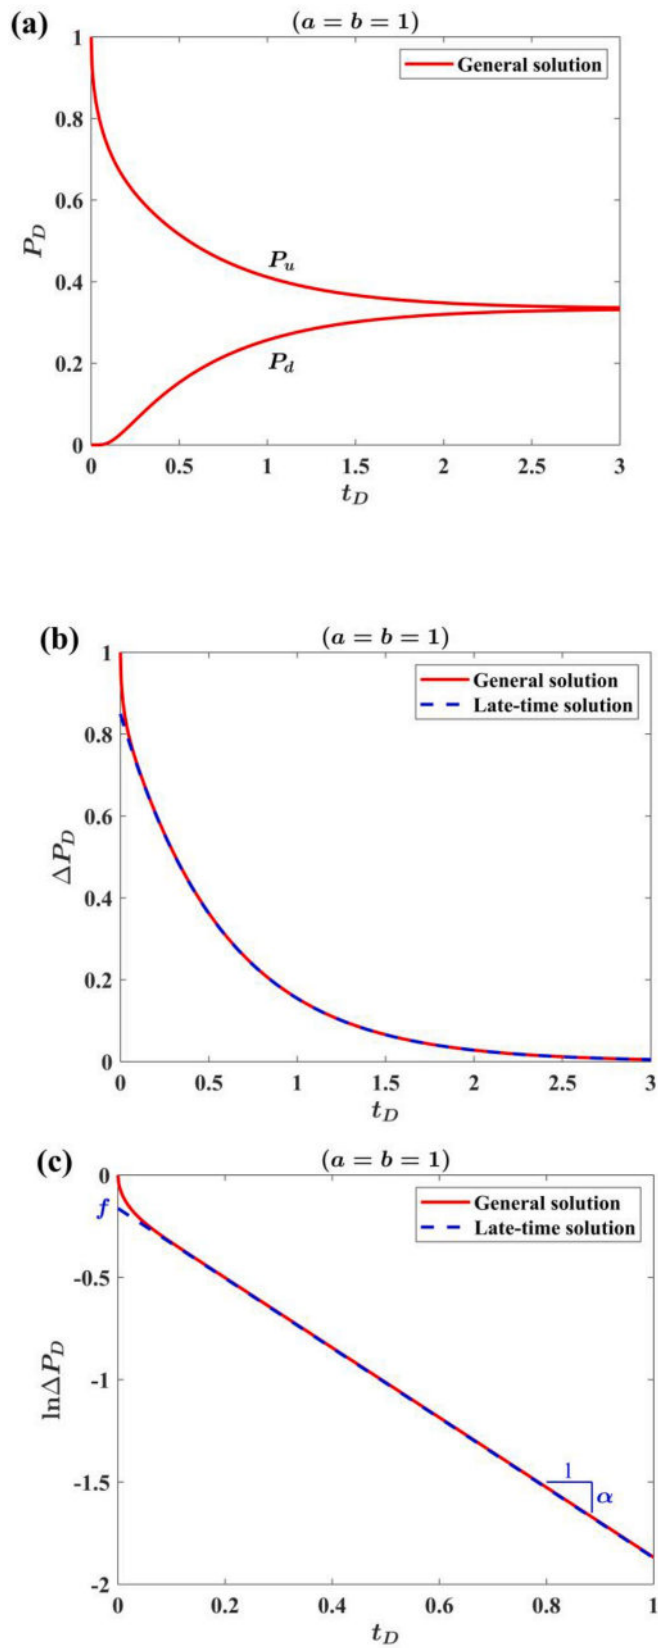 (a)
(a = b = 1)
1
General solution
0.8
0.6
P_D
P_u
0.4
P_d
0.2
0
0 0.5 1 1.5 2 2.5 3
t_D
(b)
(a = b = 1)
1
General solution
Late-time solution
0.8
0.6
ΔP_D
0.4
0.2
0
0 0.5 1 1.5 2 2.5 3
t_D
(c)
(a = b = 1)
0
General solution
f
Late-time solution
-0.5
lnΔP_D
-1
1
-1.5
α
-2
0 0.2 0.4 0.6 0.8 1
t_D